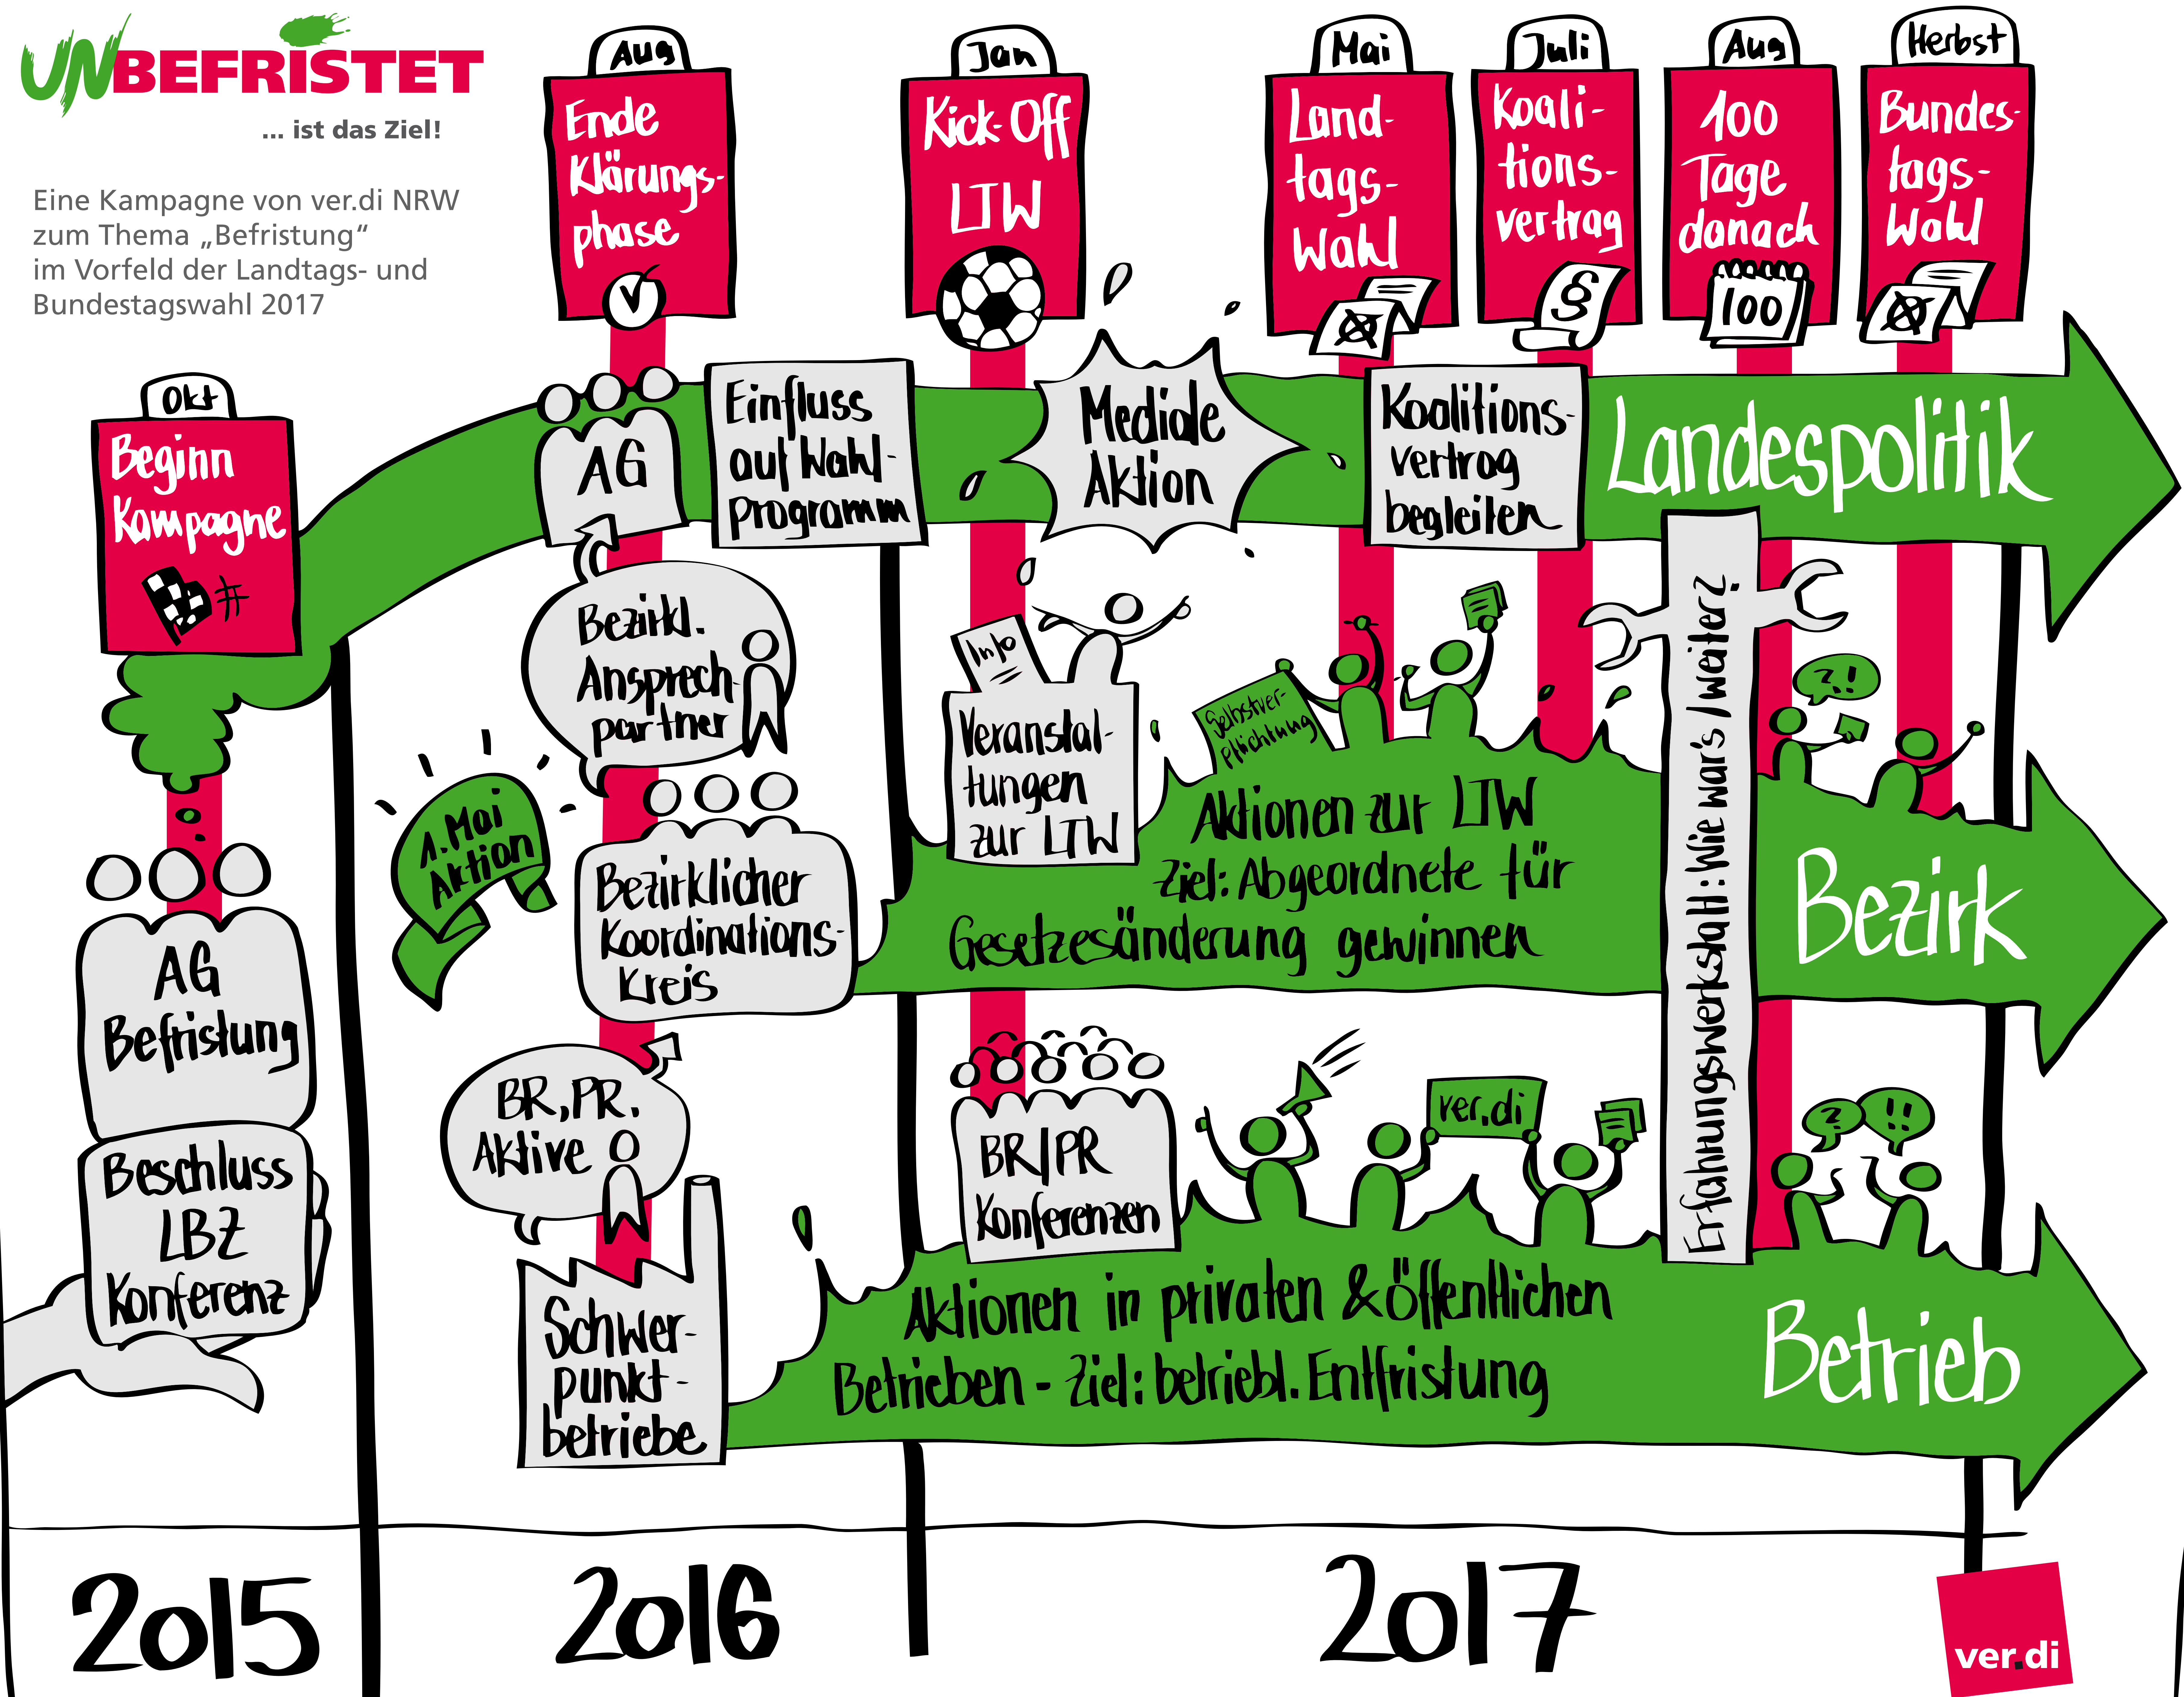 UNBEFRISTET
... ist das Ziel!
Eine Kampagne von ver.di NRW
zum Thema „Befristung“
im Vorfeld der Landtags- und
Bundestagswahl 2017
Okt
Beginn
Kampagne
#
Aug
Ende
Klärungs-
phase
Jan
Kick-Off
LTW
Mai
Land-
tags-
wahl
Juli
Koali-
tions-
vertrag
§
Aug
100
Tage
danach
100
Herbst
Bundes-
tags-
wahl
AG
Einfluss
auf Wahl-
programm
Mediale
Aktion
Koalitions-
vertrag
begleiten
Landespolitik
Bezirkl.
Ansprech-
partner
1. Mai
Aktion
Bezirklicher
Koordinations-
Kreis
Info
Veranstal-
tungen
zur LTW
Selbstver-
pflichtung
Aktionen zur LTW
Ziel: Abgeordnete für
Gesetzesänderung gewinnen
Erfahrungswerkstatt: Wie war's / weiter?
?!
Bezirk
AG
Befristung
Beschluss
LBZ
Konferenz
BR, PR.
Aktive
Schwer-
punkt-
betriebe
BR/PR
Konferenzen
ver.di
? !!
Aktionen in privaten & öffentlichen
Betrieben - Ziel: betriebl. Entfristung
Betrieb
2015
2016
2017
ver.di